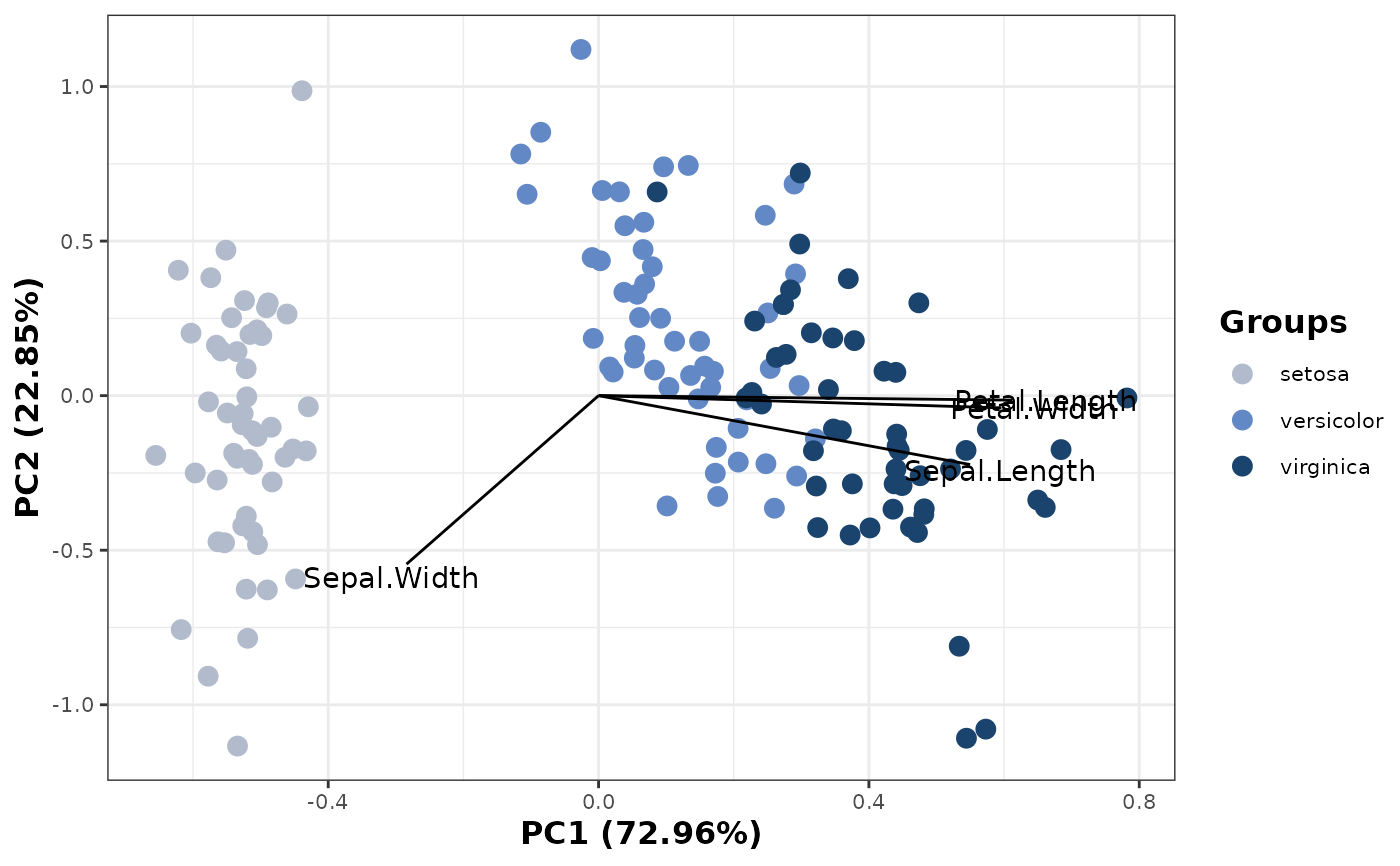 1.0
0.5
0.0
-0.5
-1.0
PC2 (22.85%)
Petal.Length
Petal.Width
Sepal.Length
Sepal.Width
-0.4
0.0
0.4
0.8
PC1 (72.96%)
Groups
setosa
versicolor
virginica